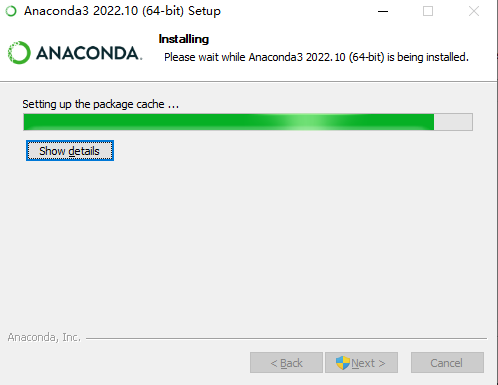 Anaconda3 2022.10 (64-bit) Setup
ANACONDA.
Installing
Please wait while Anaconda3 2022.10 (64-bit) is being installed.
Setting up the package cache ...
Show details
Anaconda, Inc.
< Back
Next >
Cancel